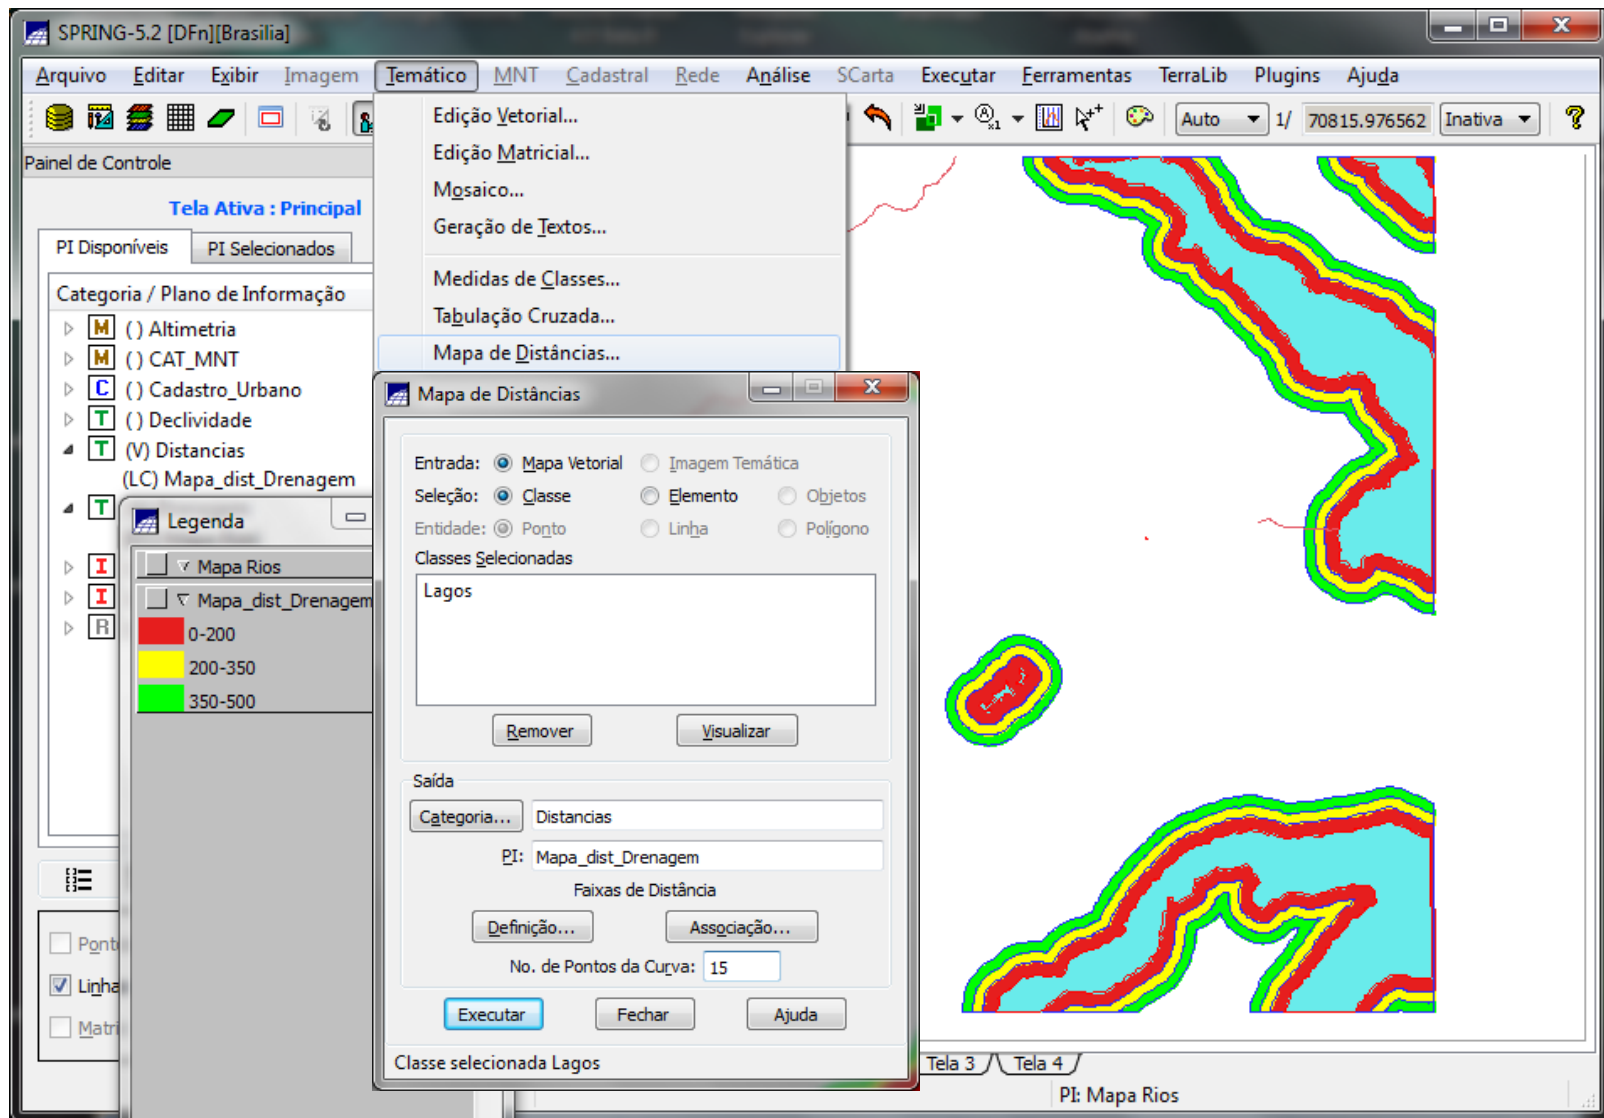 SPRING-5.2 [DFn][Brasilia]
Arquivo Editar Exibir Imagem Temático MNT Cadastral Rede Análise SCarta Executar Ferramentas TerraLib Plugins Ajuda
Auto 1/ 70815.976562 Inativa
Edição Vetorial...
Edição Matricial...
Mosaico...
Geração de Textos...
Medidas de Classes...
Tabulação Cruzada...
Mapa de Distâncias...
Painel de Controle
Tela Ativa : Principal
PI Disponíveis PI Selecionados
Categoria / Plano de Informação
M ( ) Altimetria
M ( ) CAT_MNT
C ( ) Cadastro_Urbano
T ( ) Declividade
T (V) Distancias
(LC) Mapa_dist_Drenagem
T
I
I
R
Legenda
Mapa Rios
Mapa_dist_Drenagem
0-200
200-350
350-500
Linha
Mapa de Distâncias
Entrada: Mapa Vetorial Imagem Temática
Seleção: Classe Elemento Objetos
Entidade: Ponto Linha Polígono
Classes Selecionadas
Lagos
Remover Visualizar
Saída
Categoria... Distancias
PI: Mapa_dist_Drenagem
Faixas de Distância
Definição... Associação...
No. de Pontos da Curva: 15
Executar Fechar Ajuda
Classe selecionada Lagos
Tela 3 Tela 4
PI: Mapa Rios